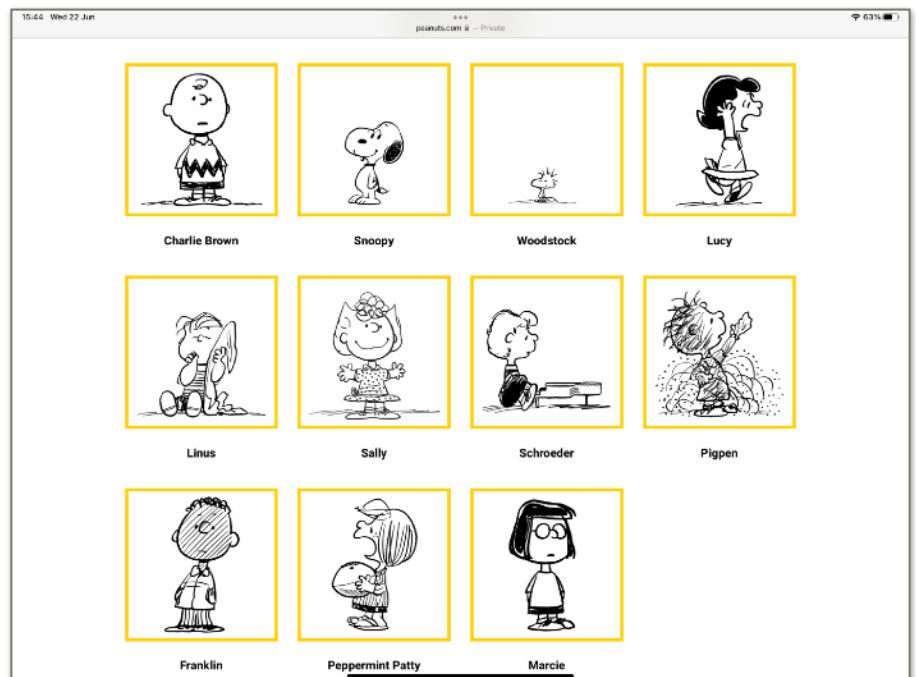 15:44 Wed 22 Jun
peanuts.com — Private
63%
Charlie Brown Snoopy Woodstock Lucy
Linus Sally Schroeder Pigpen
Franklin Peppermint Patty Marcie